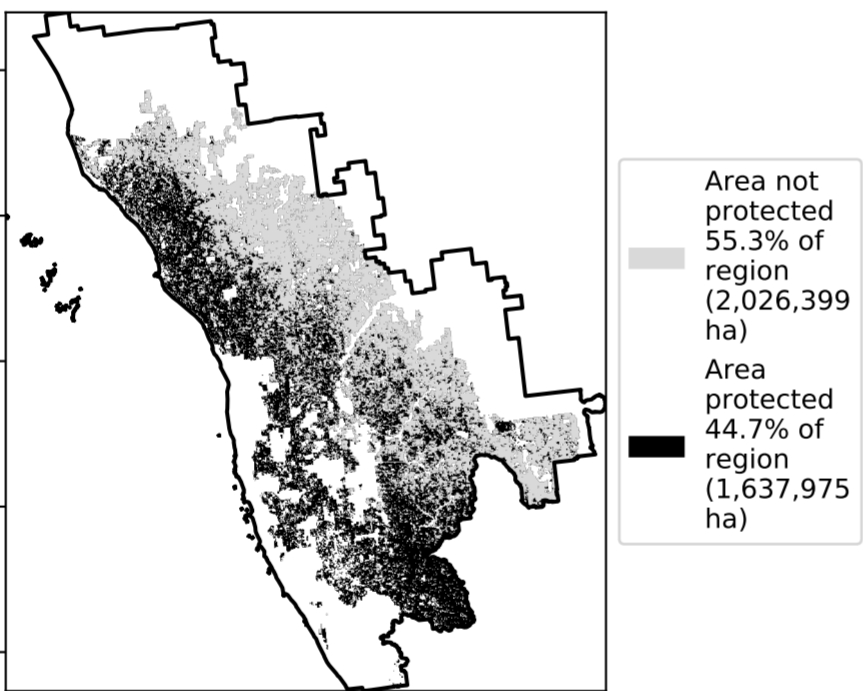 Area not
protected
55.3% of
region
(2,026,399
ha)
Area
protected
44.7% of
region
(1,637,975
ha)